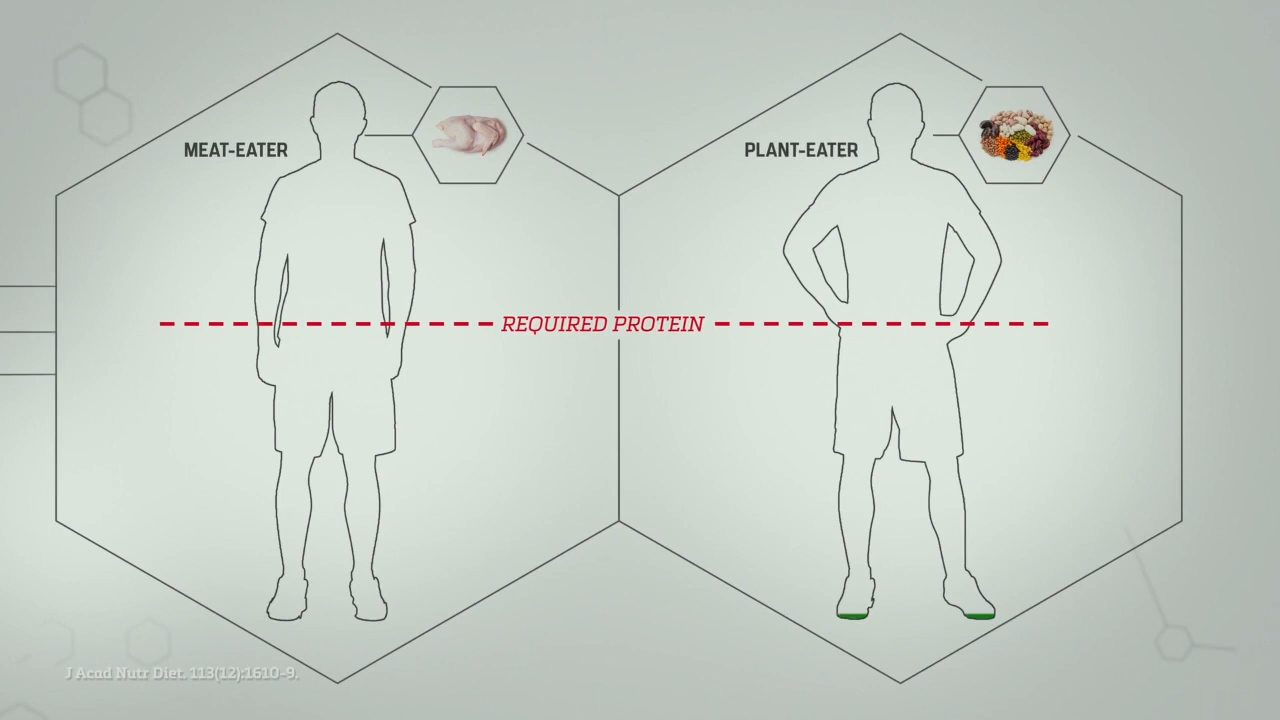 MEAT-EATER
PLANT-EATER
REQUIRED PROTEIN
J Acad Nutr Diet. 113(12):1610-9.